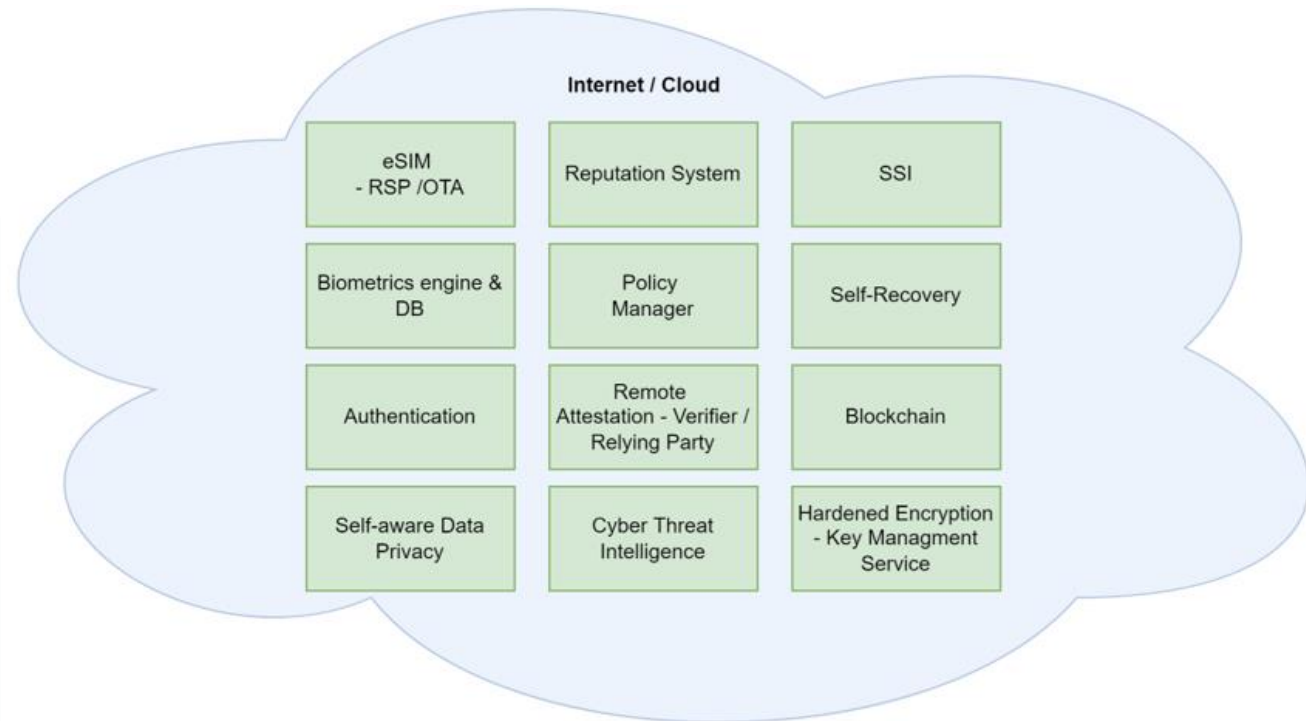 Internet / Cloud
eSIM
- RSP /OTA
Reputation System
SSI
Biometrics engine &
DB
Policy
Manager
Self-Recovery
Authentication
Remote
Attestation - Verifier /
Relying Party
Blockchain
Self-aware Data
Privacy
Cyber Threat
Intelligence
Hardened Encryption
- Key Managment
Service